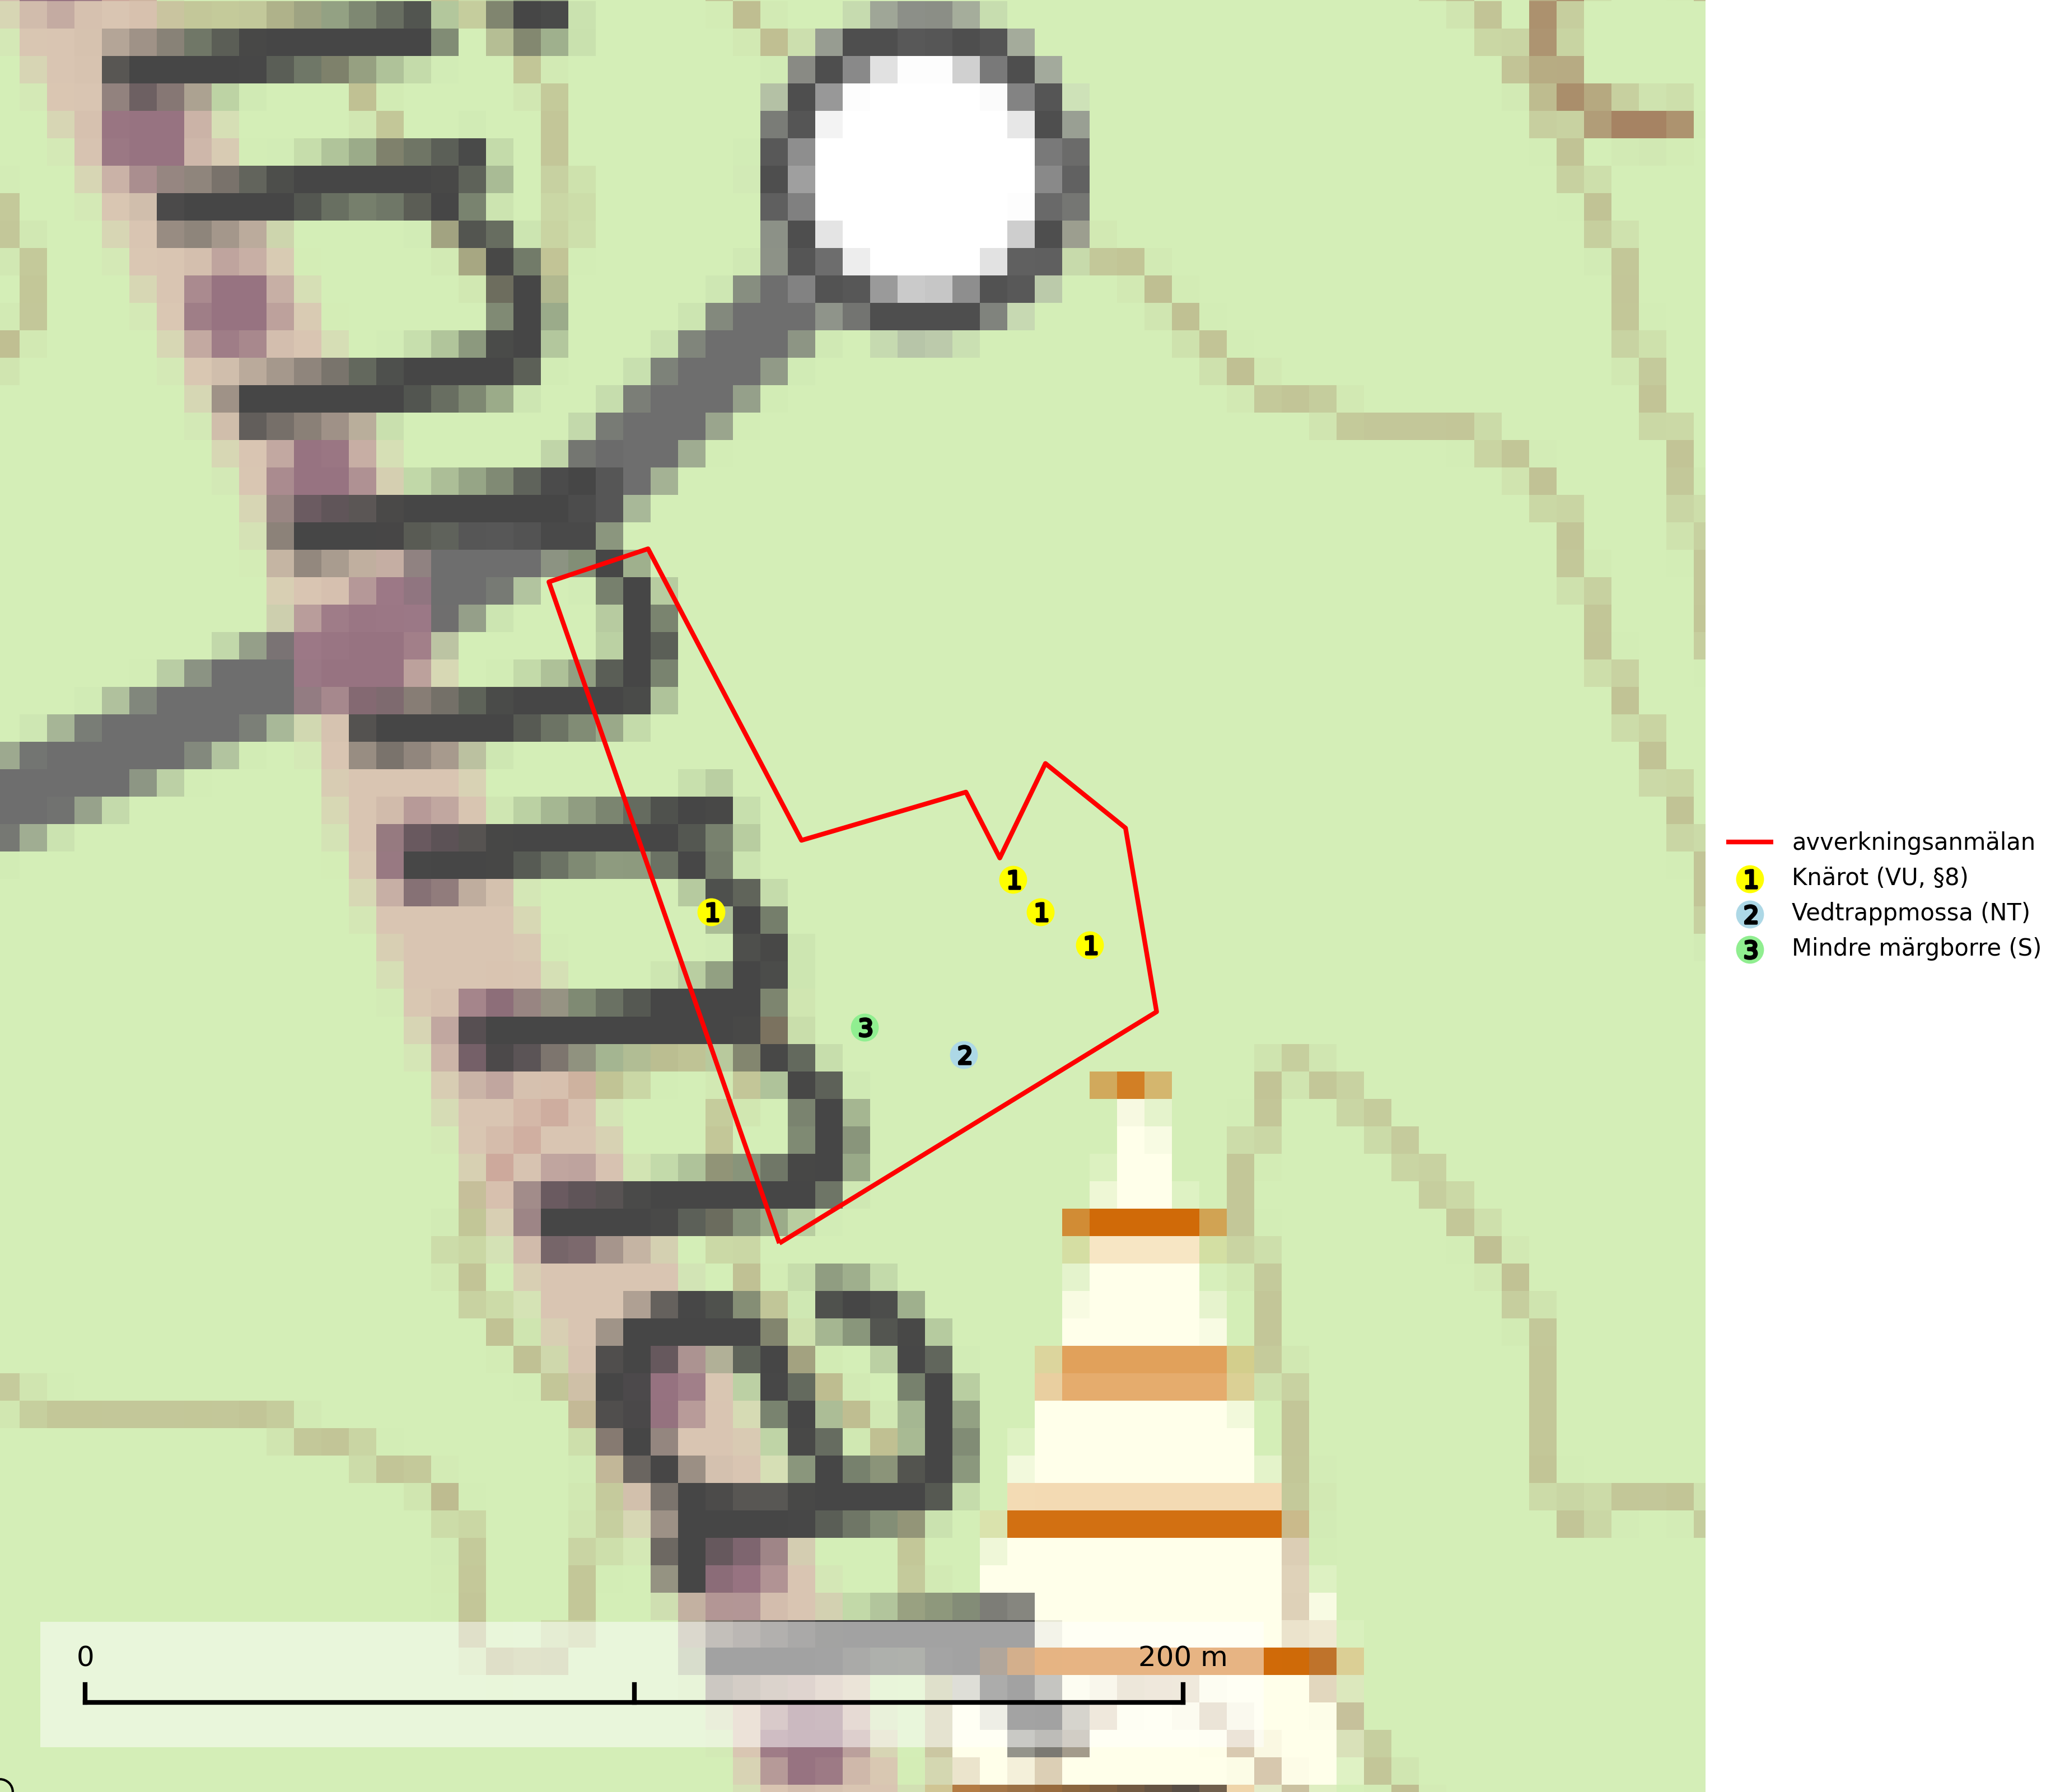 avverkningsanmälan
1 Knärot (VU, §8)
2 Vedtrappmossa (NT)
3 Mindre märgborre (S)
1
1
1
1
3
2
0
200 m